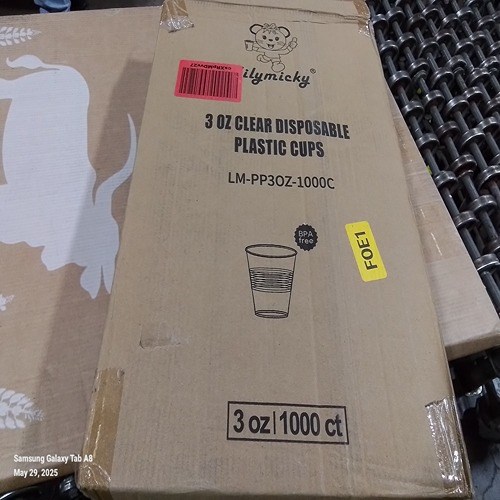 ilymicky®
3 OZ CLEAR DISPOSABLE
PLASTIC CUPS
LM-PP3OZ-1000C
BPA
free
FOE1
3 oz | 1000 ct
Samsung Galaxy Tab A8
May 29, 2025